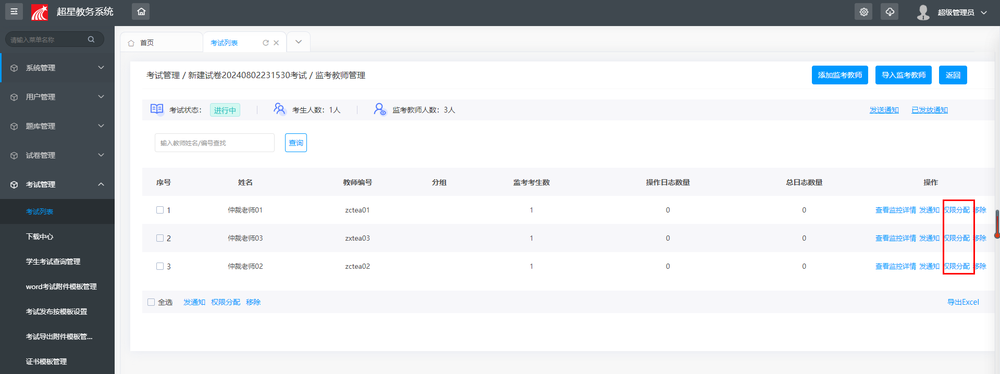 超星教务系统
超级管理员
请输入菜单名称
首页
考试列表
系统管理
用户管理
题库管理
试卷管理
考试管理
考试列表
下载中心
学生考试查询管理
word考试附件模板管理
考试发布按模板设置
考试导出附件模板管...
证书模板管理
考试管理 / 新建试卷20240802231530考试 / 监考教师管理
添加监考教师 导入监考教师 返回
考试状态： 进行中 考生人数：1人 监考教师人数：3人 发送通知 已发放通知
输入教师姓名/编号查找 查询
序号 姓名 教师编号 分组 监考考生数 操作日志数量 总日志数量 操作
1 仲裁老师01 zctea01 1 0 0 查看监控详情 发通知 权限分配 移除
2 仲裁老师03 zxtea03 1 0 0 查看监控详情 发通知 权限分配 移除
3 仲裁老师02 zctea02 1 0 0 查看监控详情 发通知 权限分配 移除
全选 发通知 权限分配 移除 导出Excel